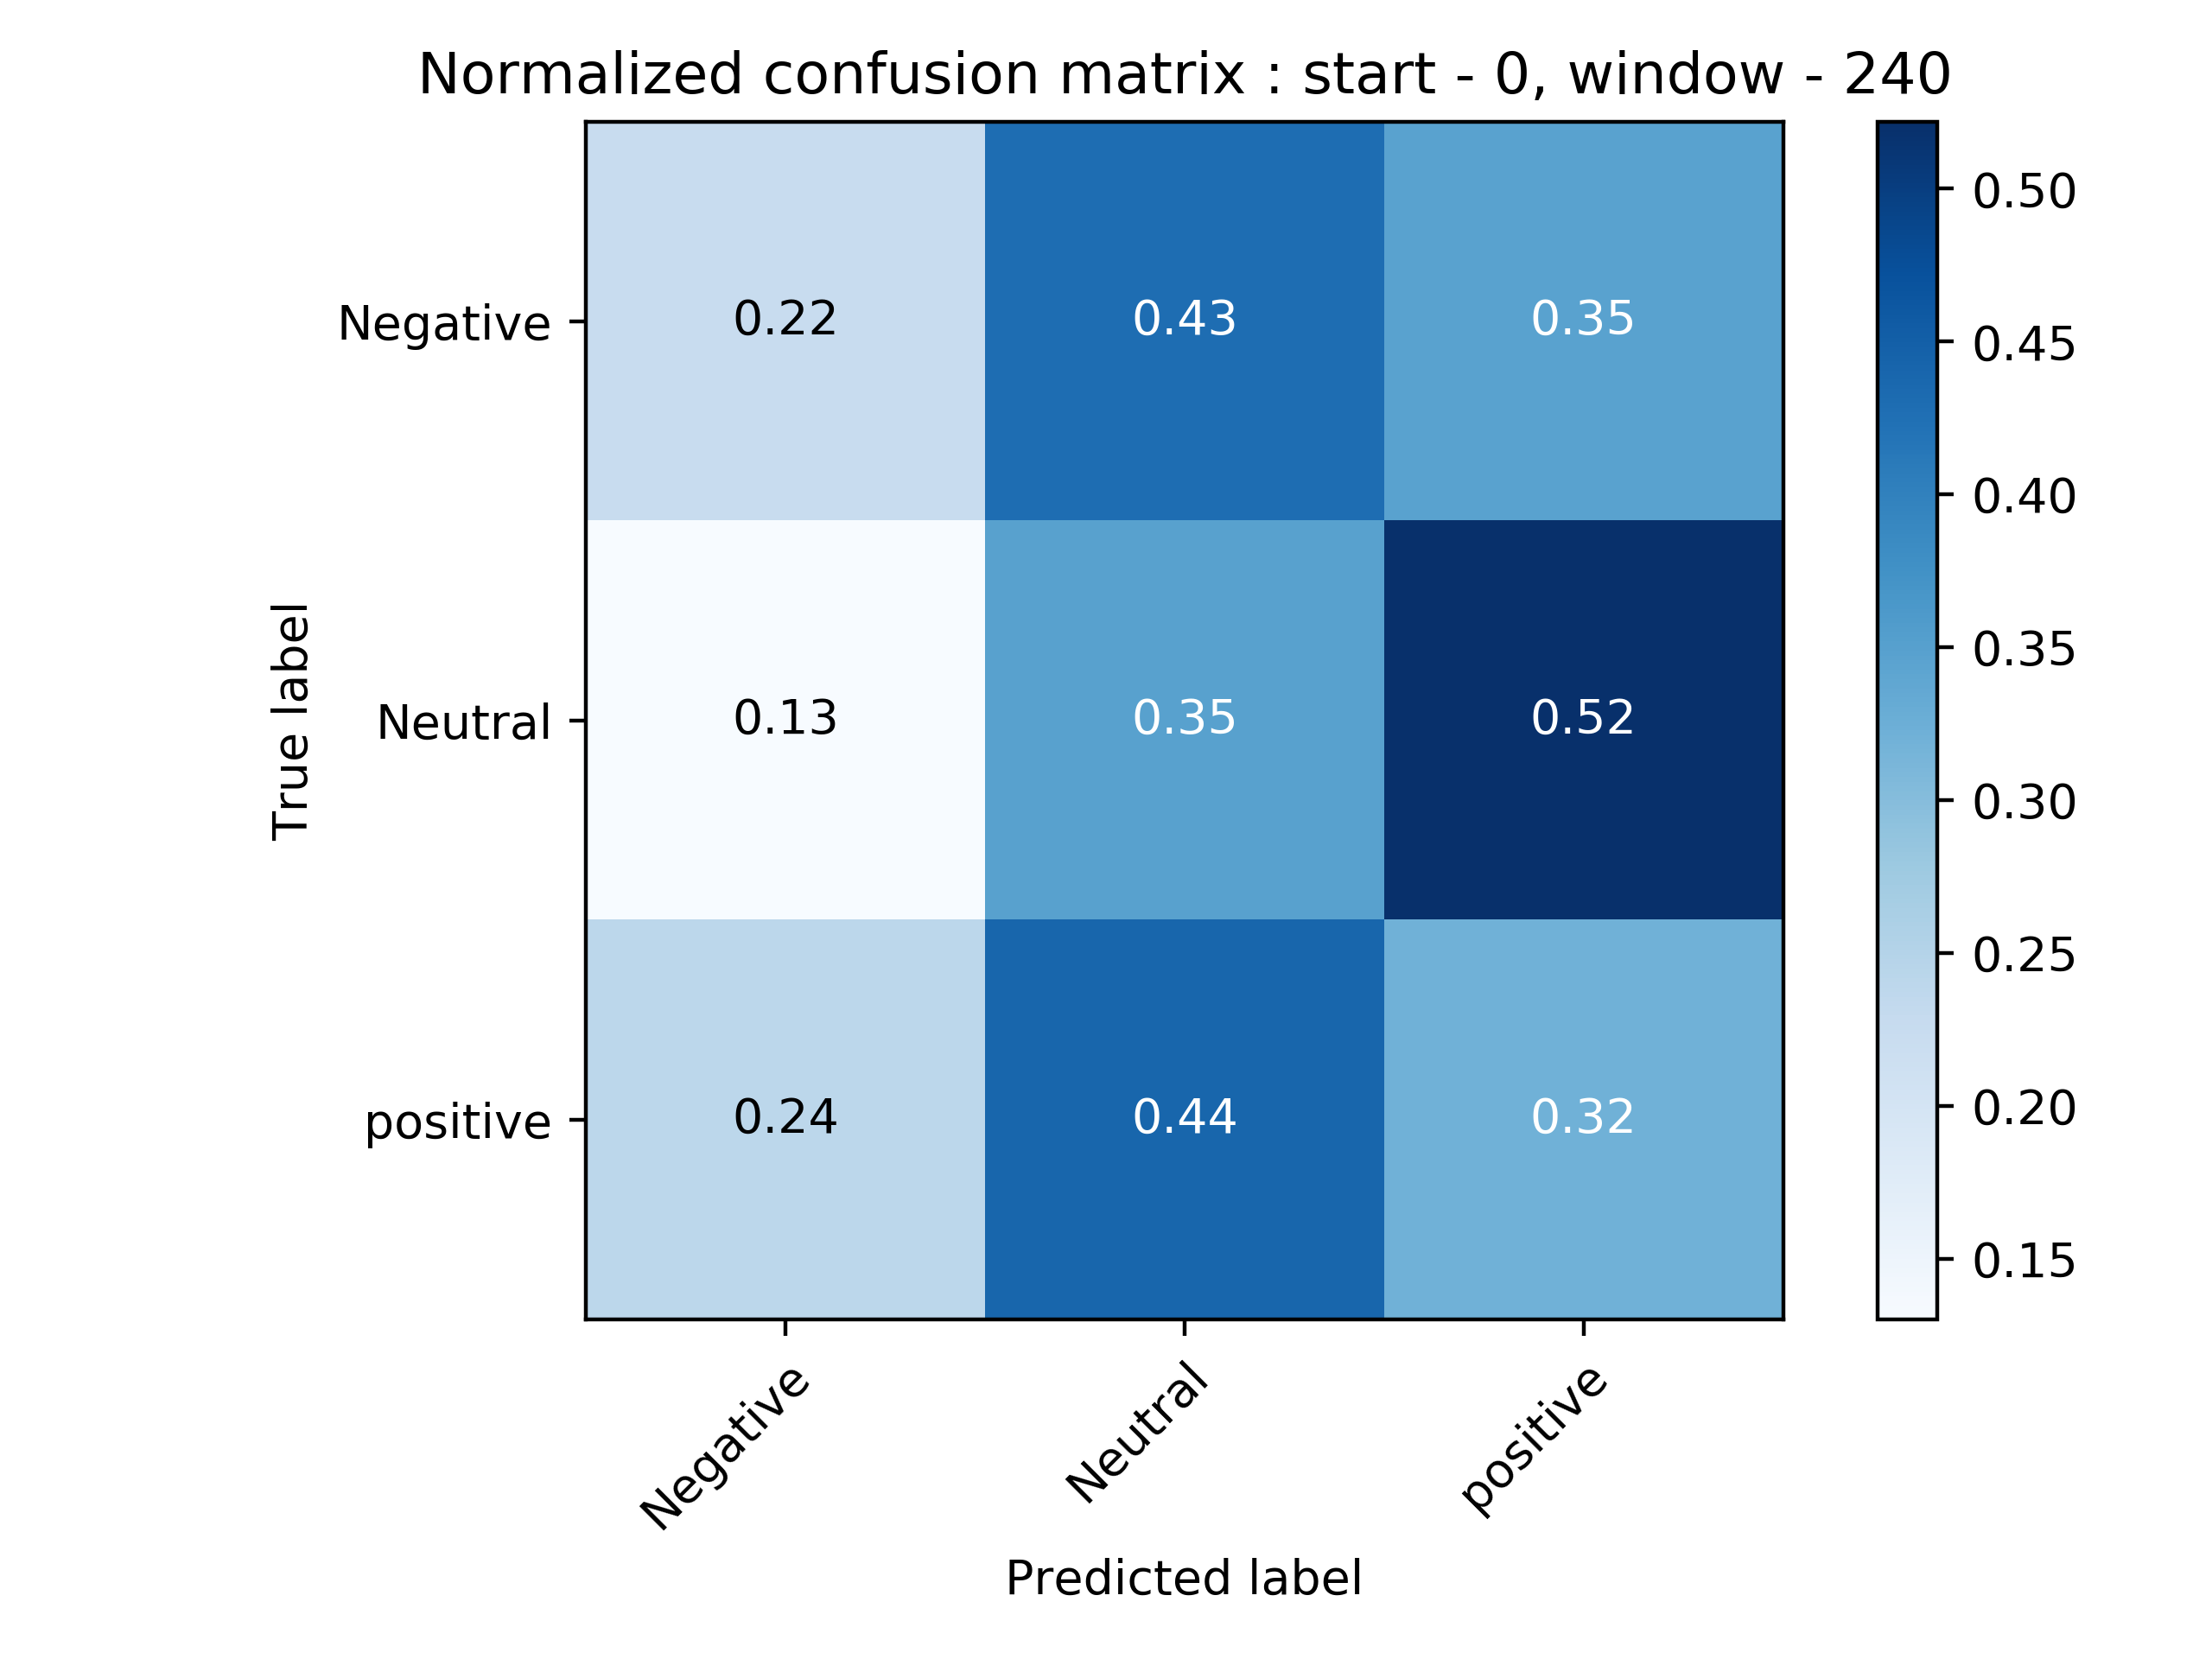 Normalized confusion matrix : start - 0, window - 240
True label
Negative
0.22 0.43 0.35
Neutral
0.13 0.35 0.52
positive
0.24 0.44 0.32
Negative Neutral positive
Predicted label
0.50
0.45
0.40
0.35
0.30
0.25
0.20
0.15